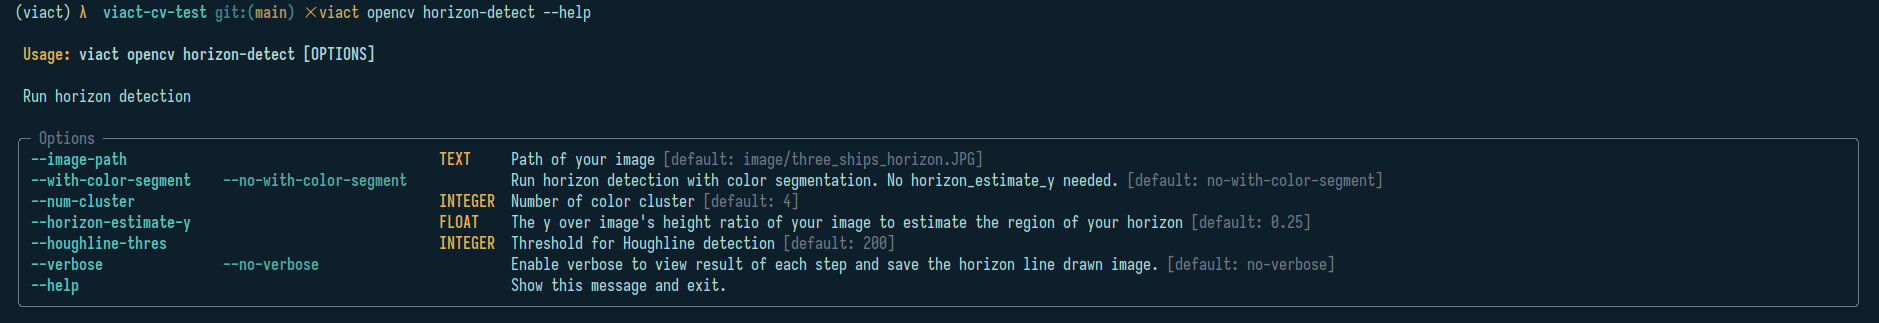 (viact) λ  viact-cv-test git:(main) ×viact opencv horizon-detect --help
Usage: viact opencv horizon-detect [OPTIONS]
Run horizon detection
Options
--image-path TEXT Path of your image [default: image/three_ships_horizon.JPG]
--with-color-segment --no-with-color-segment Run horizon detection with color segmentation. No horizon_estimate_y needed. [default: no-with-color-segment]
--num-cluster INTEGER Number of color cluster [default: 4]
--horizon-estimate-y FLOAT The y over image's height ratio of your image to estimate the region of your horizon [default: 0.25]
--houghline-thres INTEGER Threshold for Houghline detection [default: 200]
--verbose --no-verbose Enable verbose to view result of each step and save the horizon line drawn image. [default: no-verbose]
--help Show this message and exit.